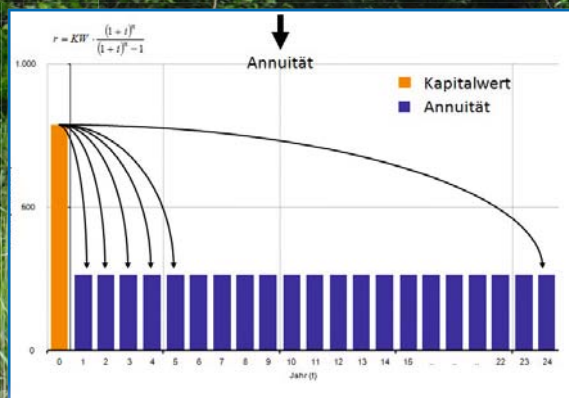 r = KW · (1 + i)ⁿ / (1 + i)ⁿ − 1
Annuität
Kapitalwert
Annuität
1.000
500
0
0 1 2 3 4 5 6 7 8 9 10 11 12 13 14 15 ... ... ... 22 23 24
Jahr (t)